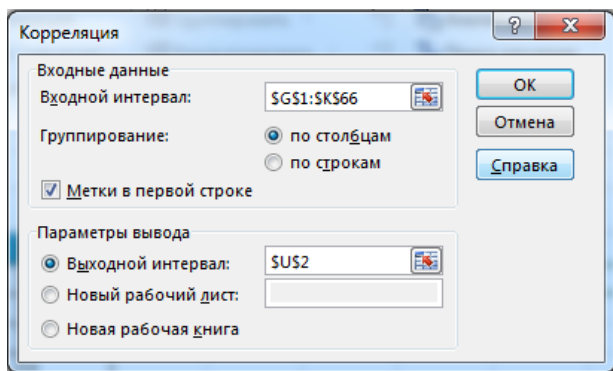 Корреляция
Входные данные
Входной интервал: $G$1:$K$66
Группирование: по столбцам
по строкам
Метки в первой строке
Параметры вывода
Выходной интервал: $U$2
Новый рабочий лист:
Новая рабочая книга
ОК
Отмена
Справка